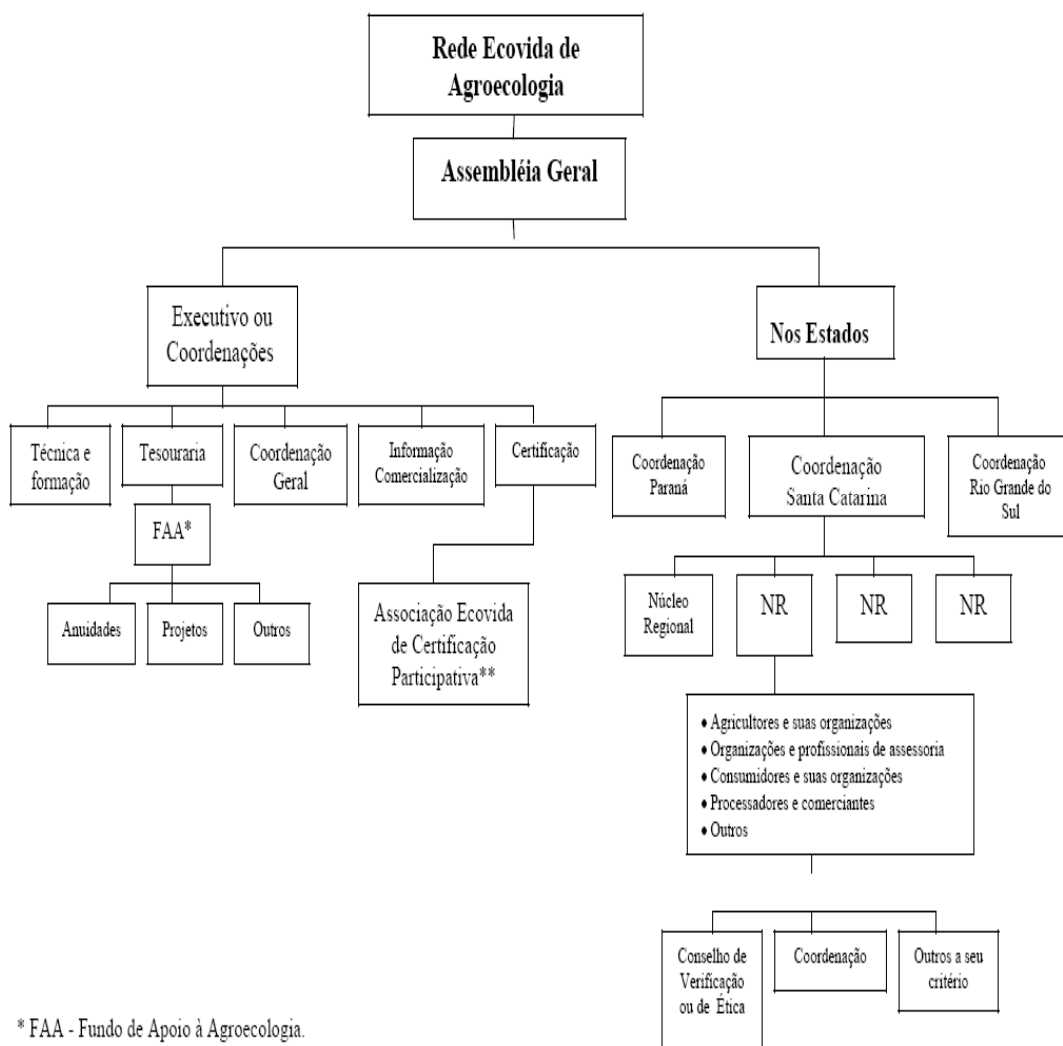 Rede Ecovida de
Agroecologia
Assembléia Geral
Executivo ou
Coordenações
Nos Estados
Técnica e
formação
Tesouraria
Coordenação
Geral
Informação
Comercialização
Certificação
Coordenação
Paraná
Coordenação
Santa Catarina
Coordenação
Rio Grande do
Sul
FAA*
Anuidades
Projetos
Outros
Associação Ecovida
de Certificação
Participativa**
Núcleo
Regional
NR
NR
NR
• Agricultores e suas organizações
• Organizações e profissionais de assessoria
• Consumidores e suas organizações
• Processadores e comerciantes
• Outros
Conselho de
Verificação
ou de Ética
Coordenação
Outros a seu
critério
* FAA - Fundo de Apoio à Agroecologia.